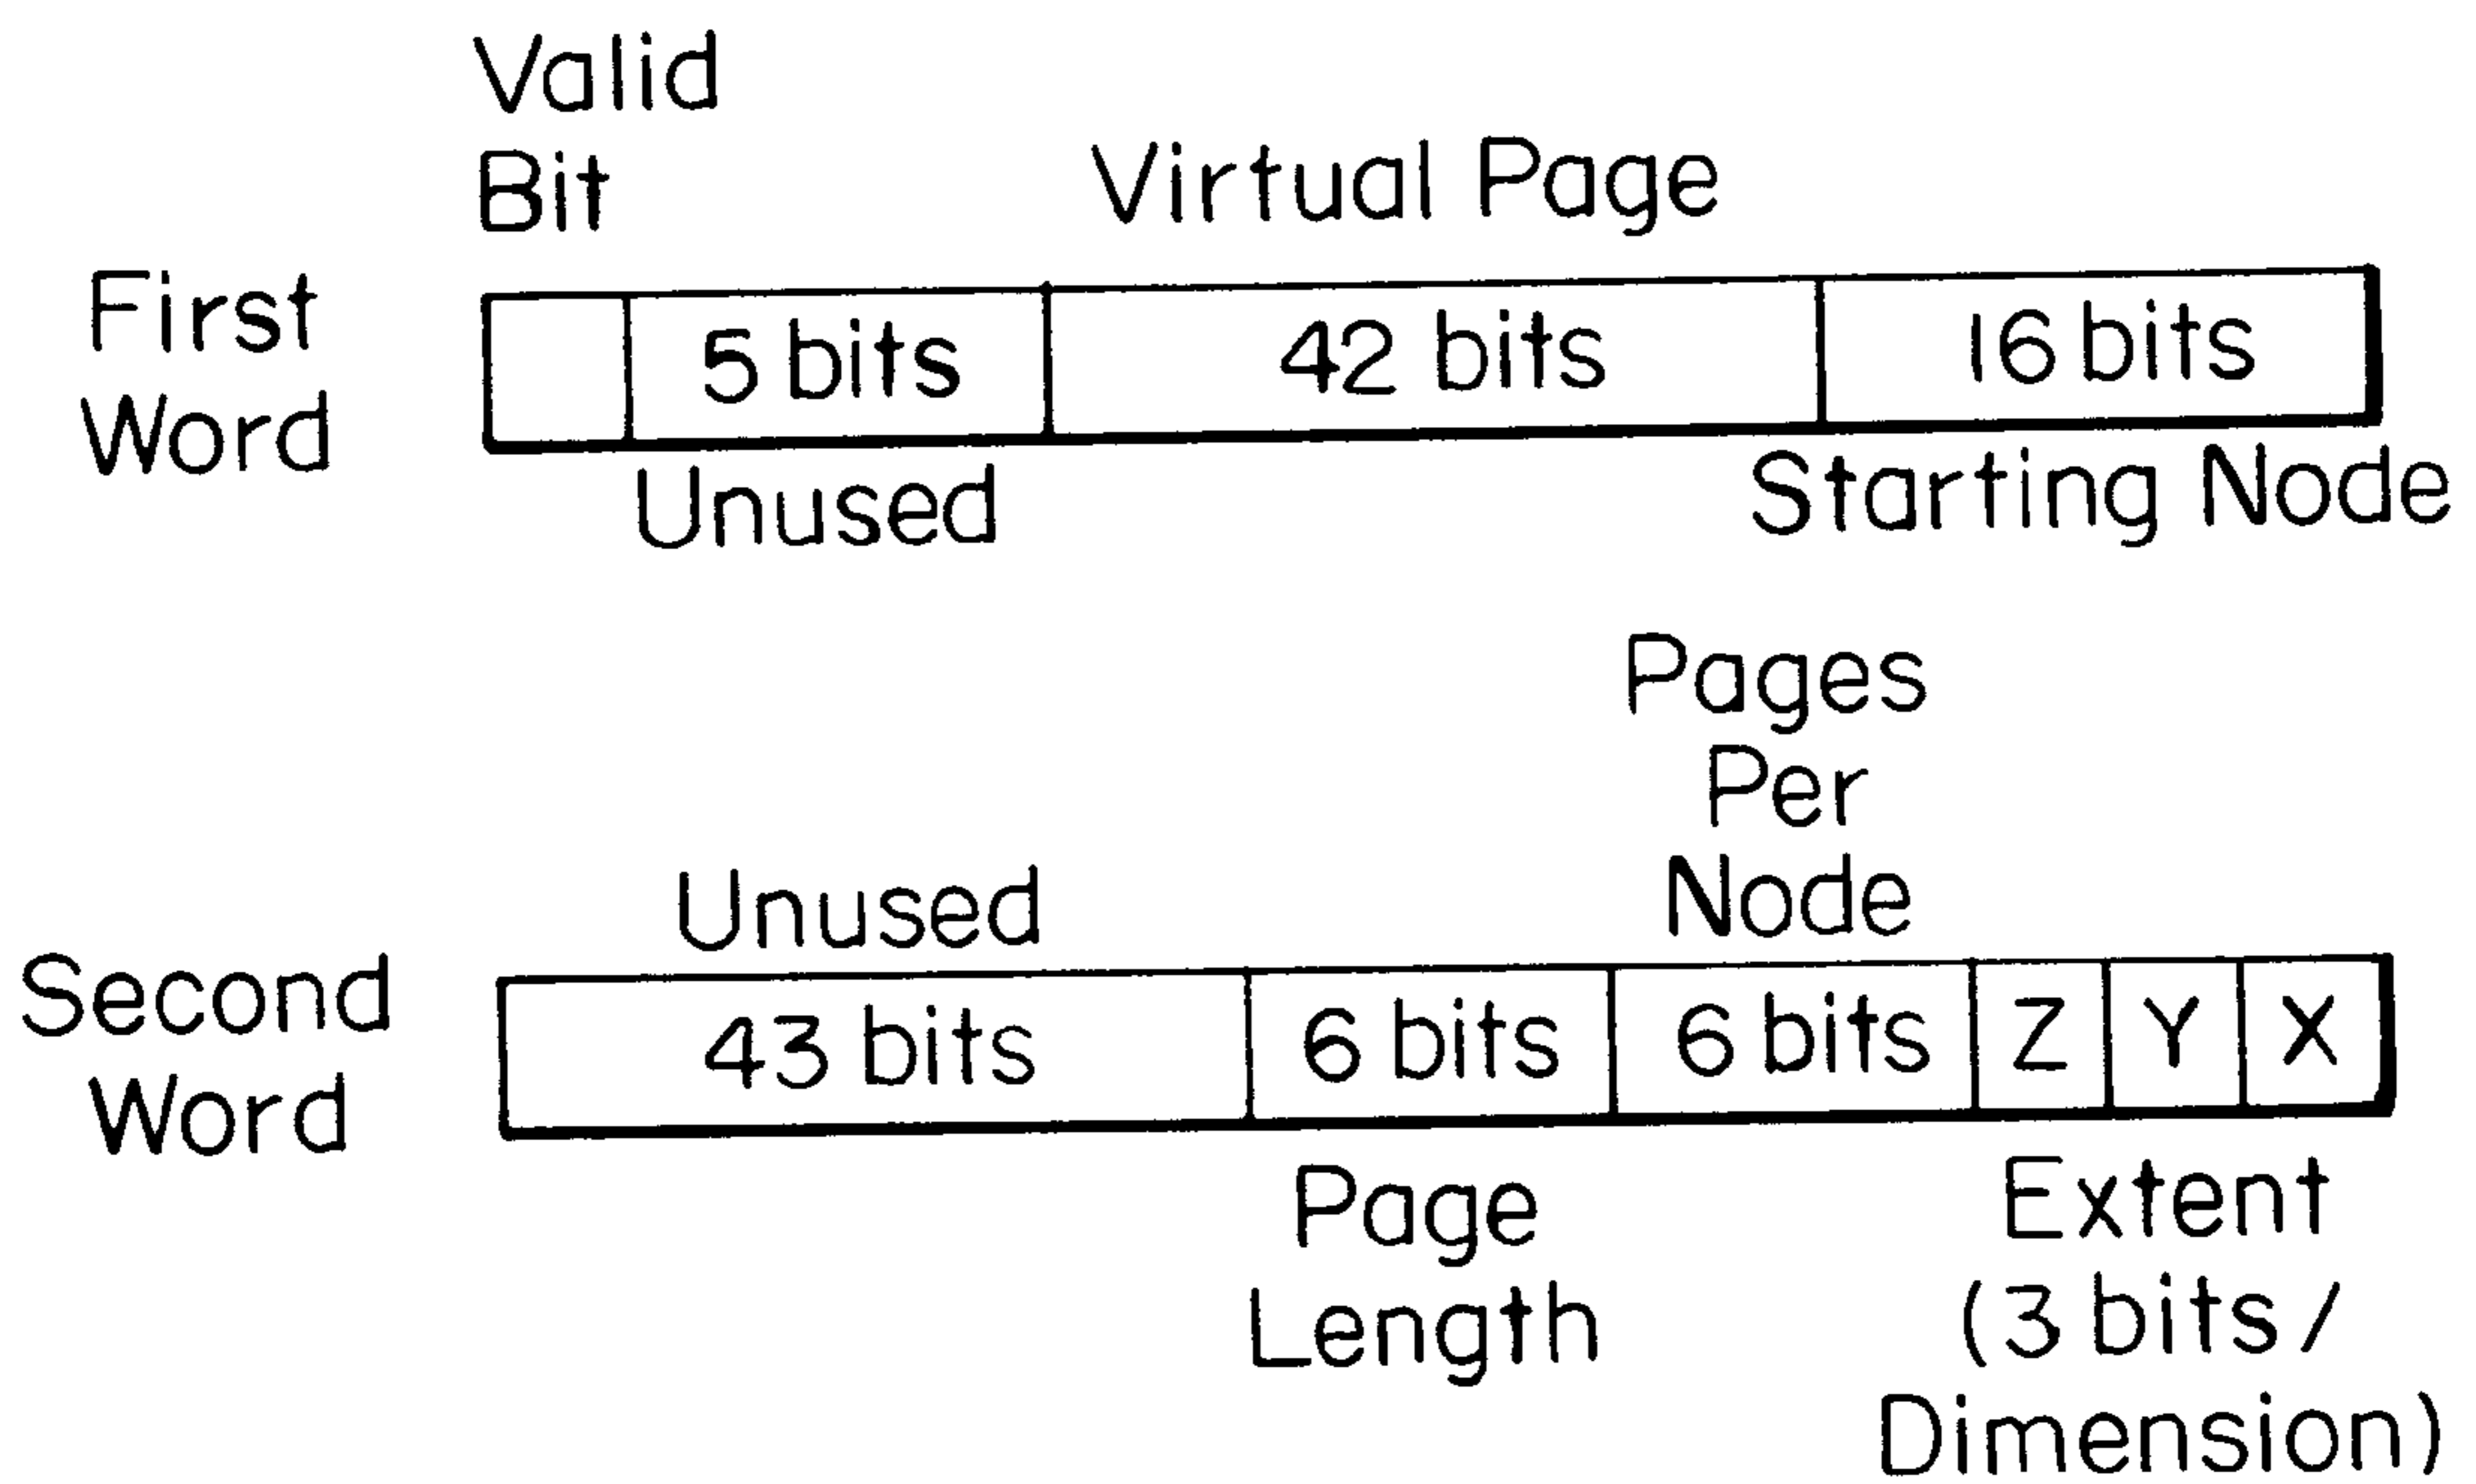 Valid
Bit
Virtual Page
First
Word
5 bits
42 bits
16 bits
Unused
Starting Node
Pages
Per
Node
Unused
Second
Word
43 bits
6 bits
6 bits
Z
Y
X
Page
Length
Extent
(3 bits/
Dimension)